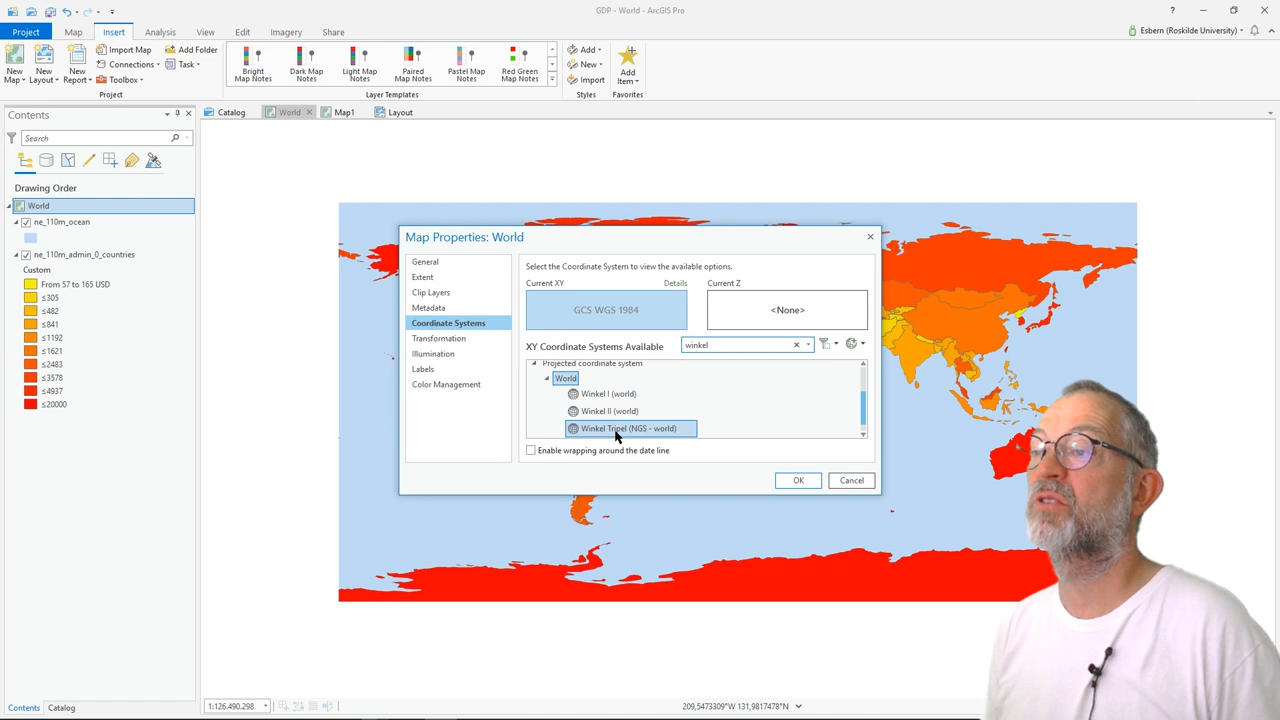 GDP - World - ArcGIS Pro
?
Project Map Insert Analysis View Edit Imagery Share
Esbern (Roskilde University)
New Map
New Layout
New Report
Import Map
Connections
Toolbox
Add Folder
Task
Project
Bright Map Notes
Dark Map Notes
Light Map Notes
Paired Map Notes
Pastel Map Notes
Red Green Map Notes
Layer Templates
Add
New
Import
Styles
Add Item
Favorites
Contents
Search
Drawing Order
World
ne_110m_ocean
ne_110m_admin_0_countries
Custom
From 57 to 165 USD
≤305
≤482
≤841
≤1192
≤1621
≤2483
≤3578
≤4937
≤20000
Contents Catalog
Catalog World Map1 Layout
Map Properties: World
General
Extent
Clip Layers
Metadata
Coordinate Systems
Transformation
Illumination
Labels
Color Management
Select the Coordinate System to view the available options.
Current XY Details Current Z
GCS WGS 1984
<None>
XY Coordinate Systems Available
winkel
Projected coordinate system
World
Winkel I (world)
Winkel II (world)
Winkel Tripel (NGS - world)
Enable wrapping around the date line
OK Cancel
1:126.490.298
209,5473309°W 131,9817478°N